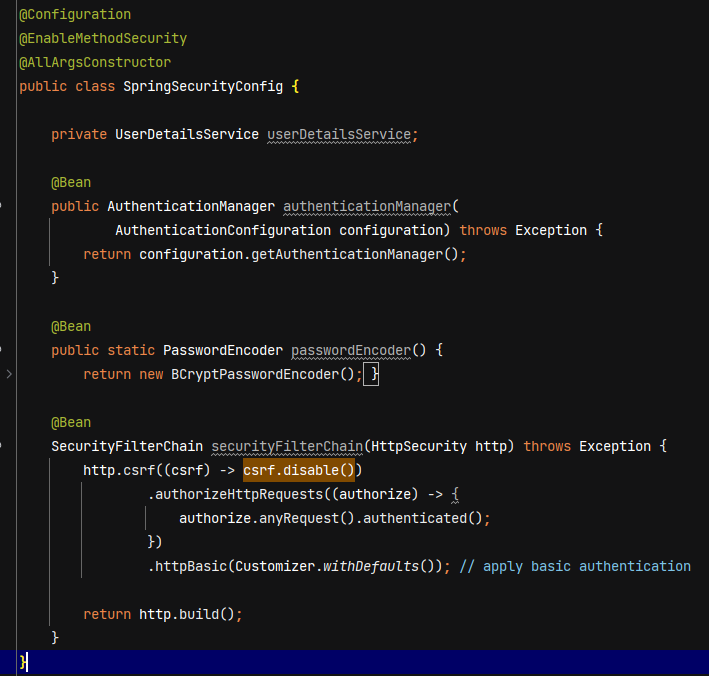 @Configuration
@EnableMethodSecurity
@AllArgsConstructor
public class SpringSecurityConfig {
private UserDetailsService userDetailsService;
@Bean
public AuthenticationManager authenticationManager(
AuthenticationConfiguration configuration) throws Exception {
return configuration.getAuthenticationManager();
}
@Bean
public static PasswordEncoder passwordEncoder() {
return new BCryptPasswordEncoder(); }
@Bean
SecurityFilterChain securityFilterChain(HttpSecurity http) throws Exception {
http.csrf((csrf) -> csrf.disable())
.authorizeHttpRequests((authorize) -> {
authorize.anyRequest().authenticated();
})
.httpBasic(Customizer.withDefaults()); // apply basic authentication
return http.build();
}
}